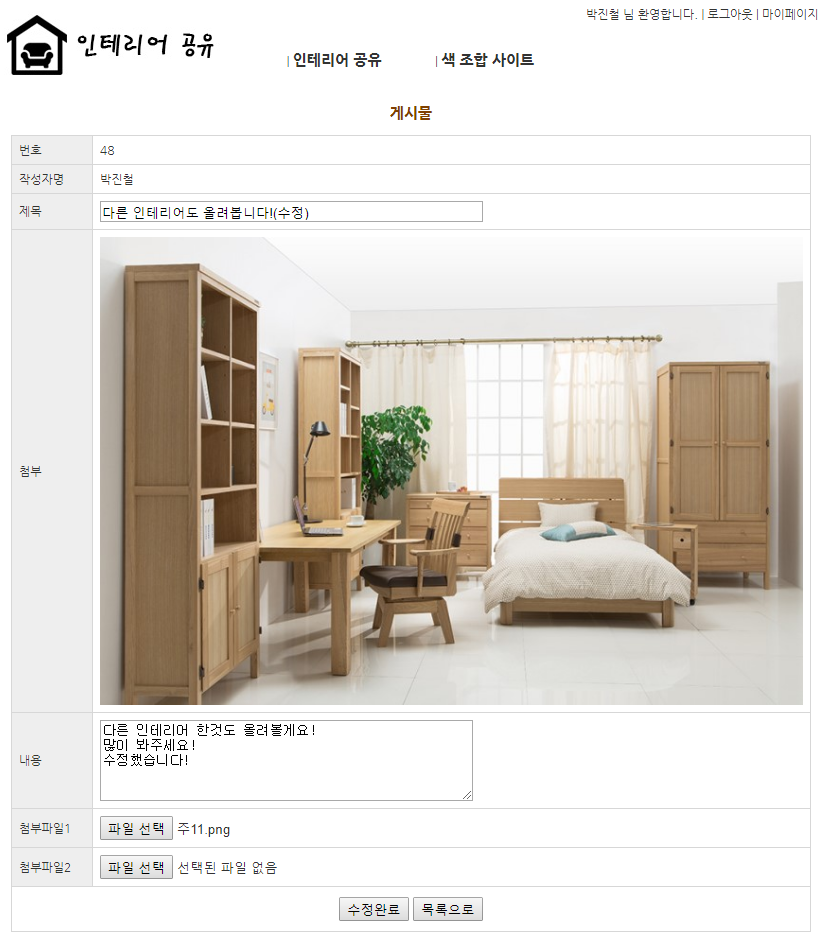 박진철 님 환영합니다. | 로그아웃 | 마이페이지
인테리어 공유
| 인테리어 공유
| 색 조합 사이트
게시물
번호 48
작성자명 박진철
제목 다른 인테리어도 올려봅니다!(수정)
첨부
내용
다른 인테리어 한것도 올려볼게요!
많이 봐주세요!
수정했습니다!
첨부파일1 파일 선택 주11.png
첨부파일2 파일 선택 선택된 파일 없음
수정완료 목록으로